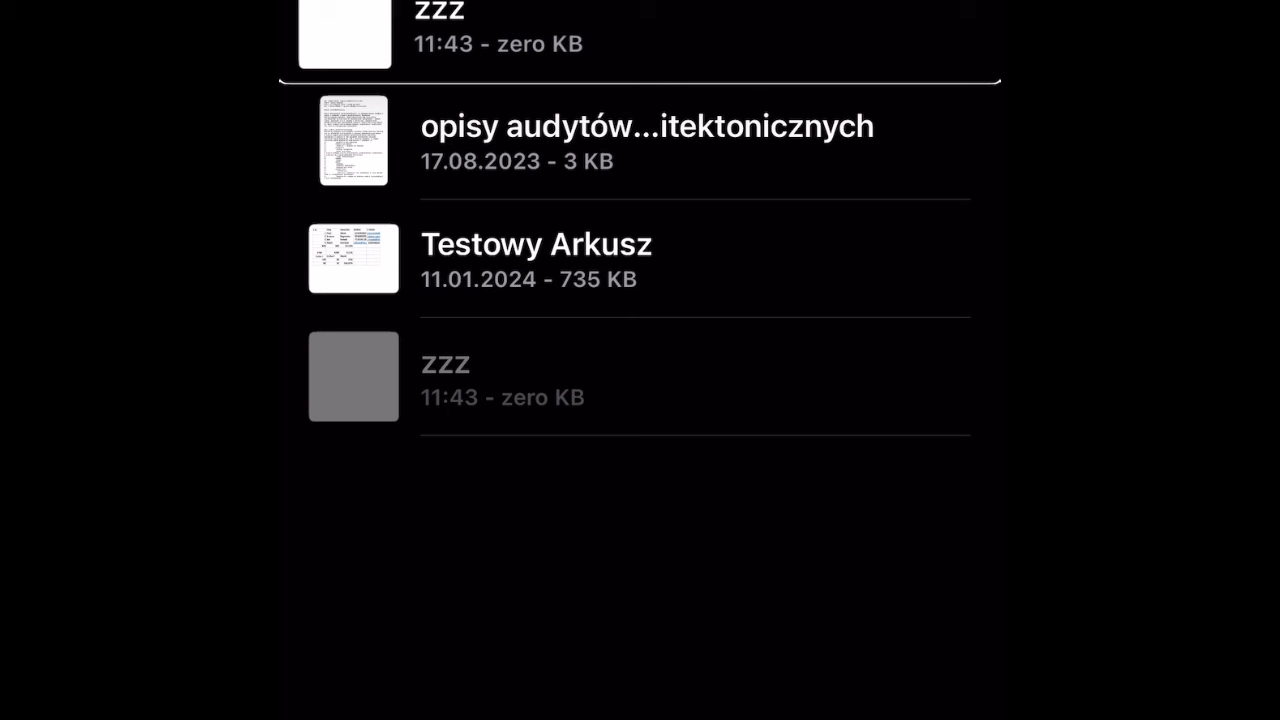 zzz
11:43 - zero KB
opisy audytów...itektonicznych
17.08.2023 - 3 KB
Testowy Arkusz
11.01.2024 - 735 KB
zzz
11:43 - zero KB